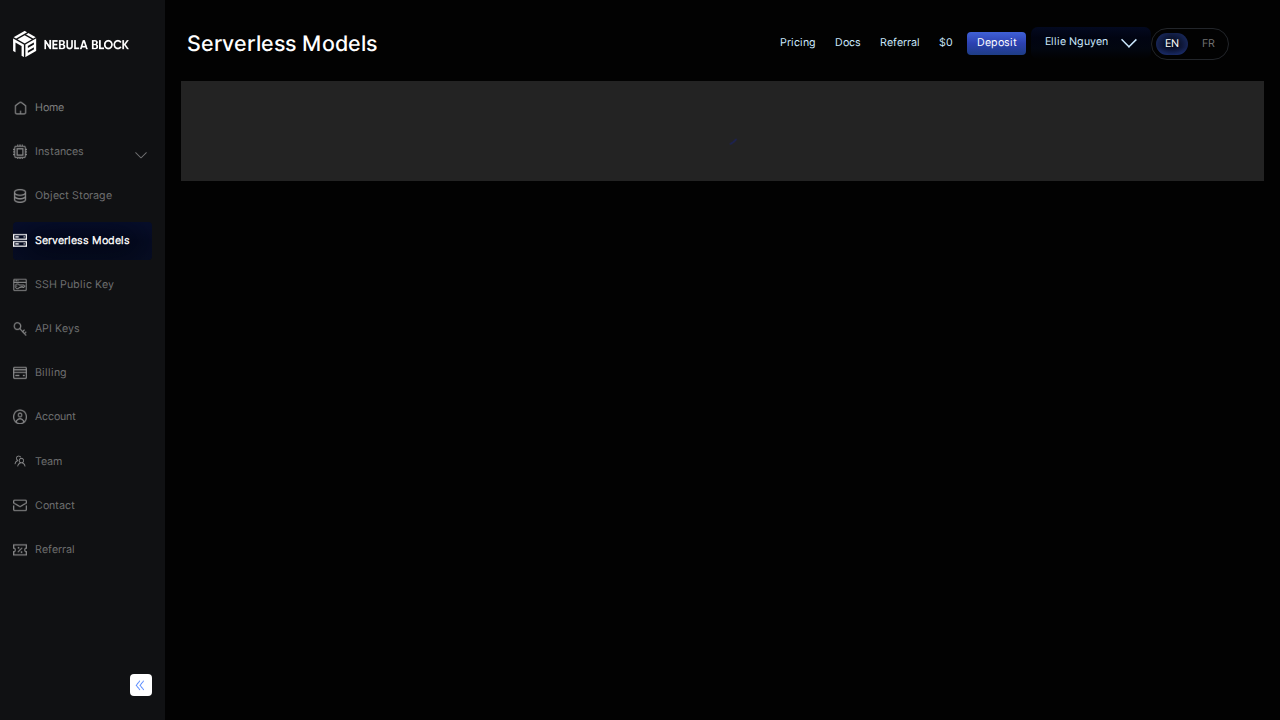 NEBULA BLOCK
Serverless Models
Pricing
Docs
Referral
$0
Deposit
Ellie Nguyen
EN
FR
Home
Instances
Object Storage
Serverless Models
SSH Public Key
API Keys
Billing
Account
Team
Contact
Referral